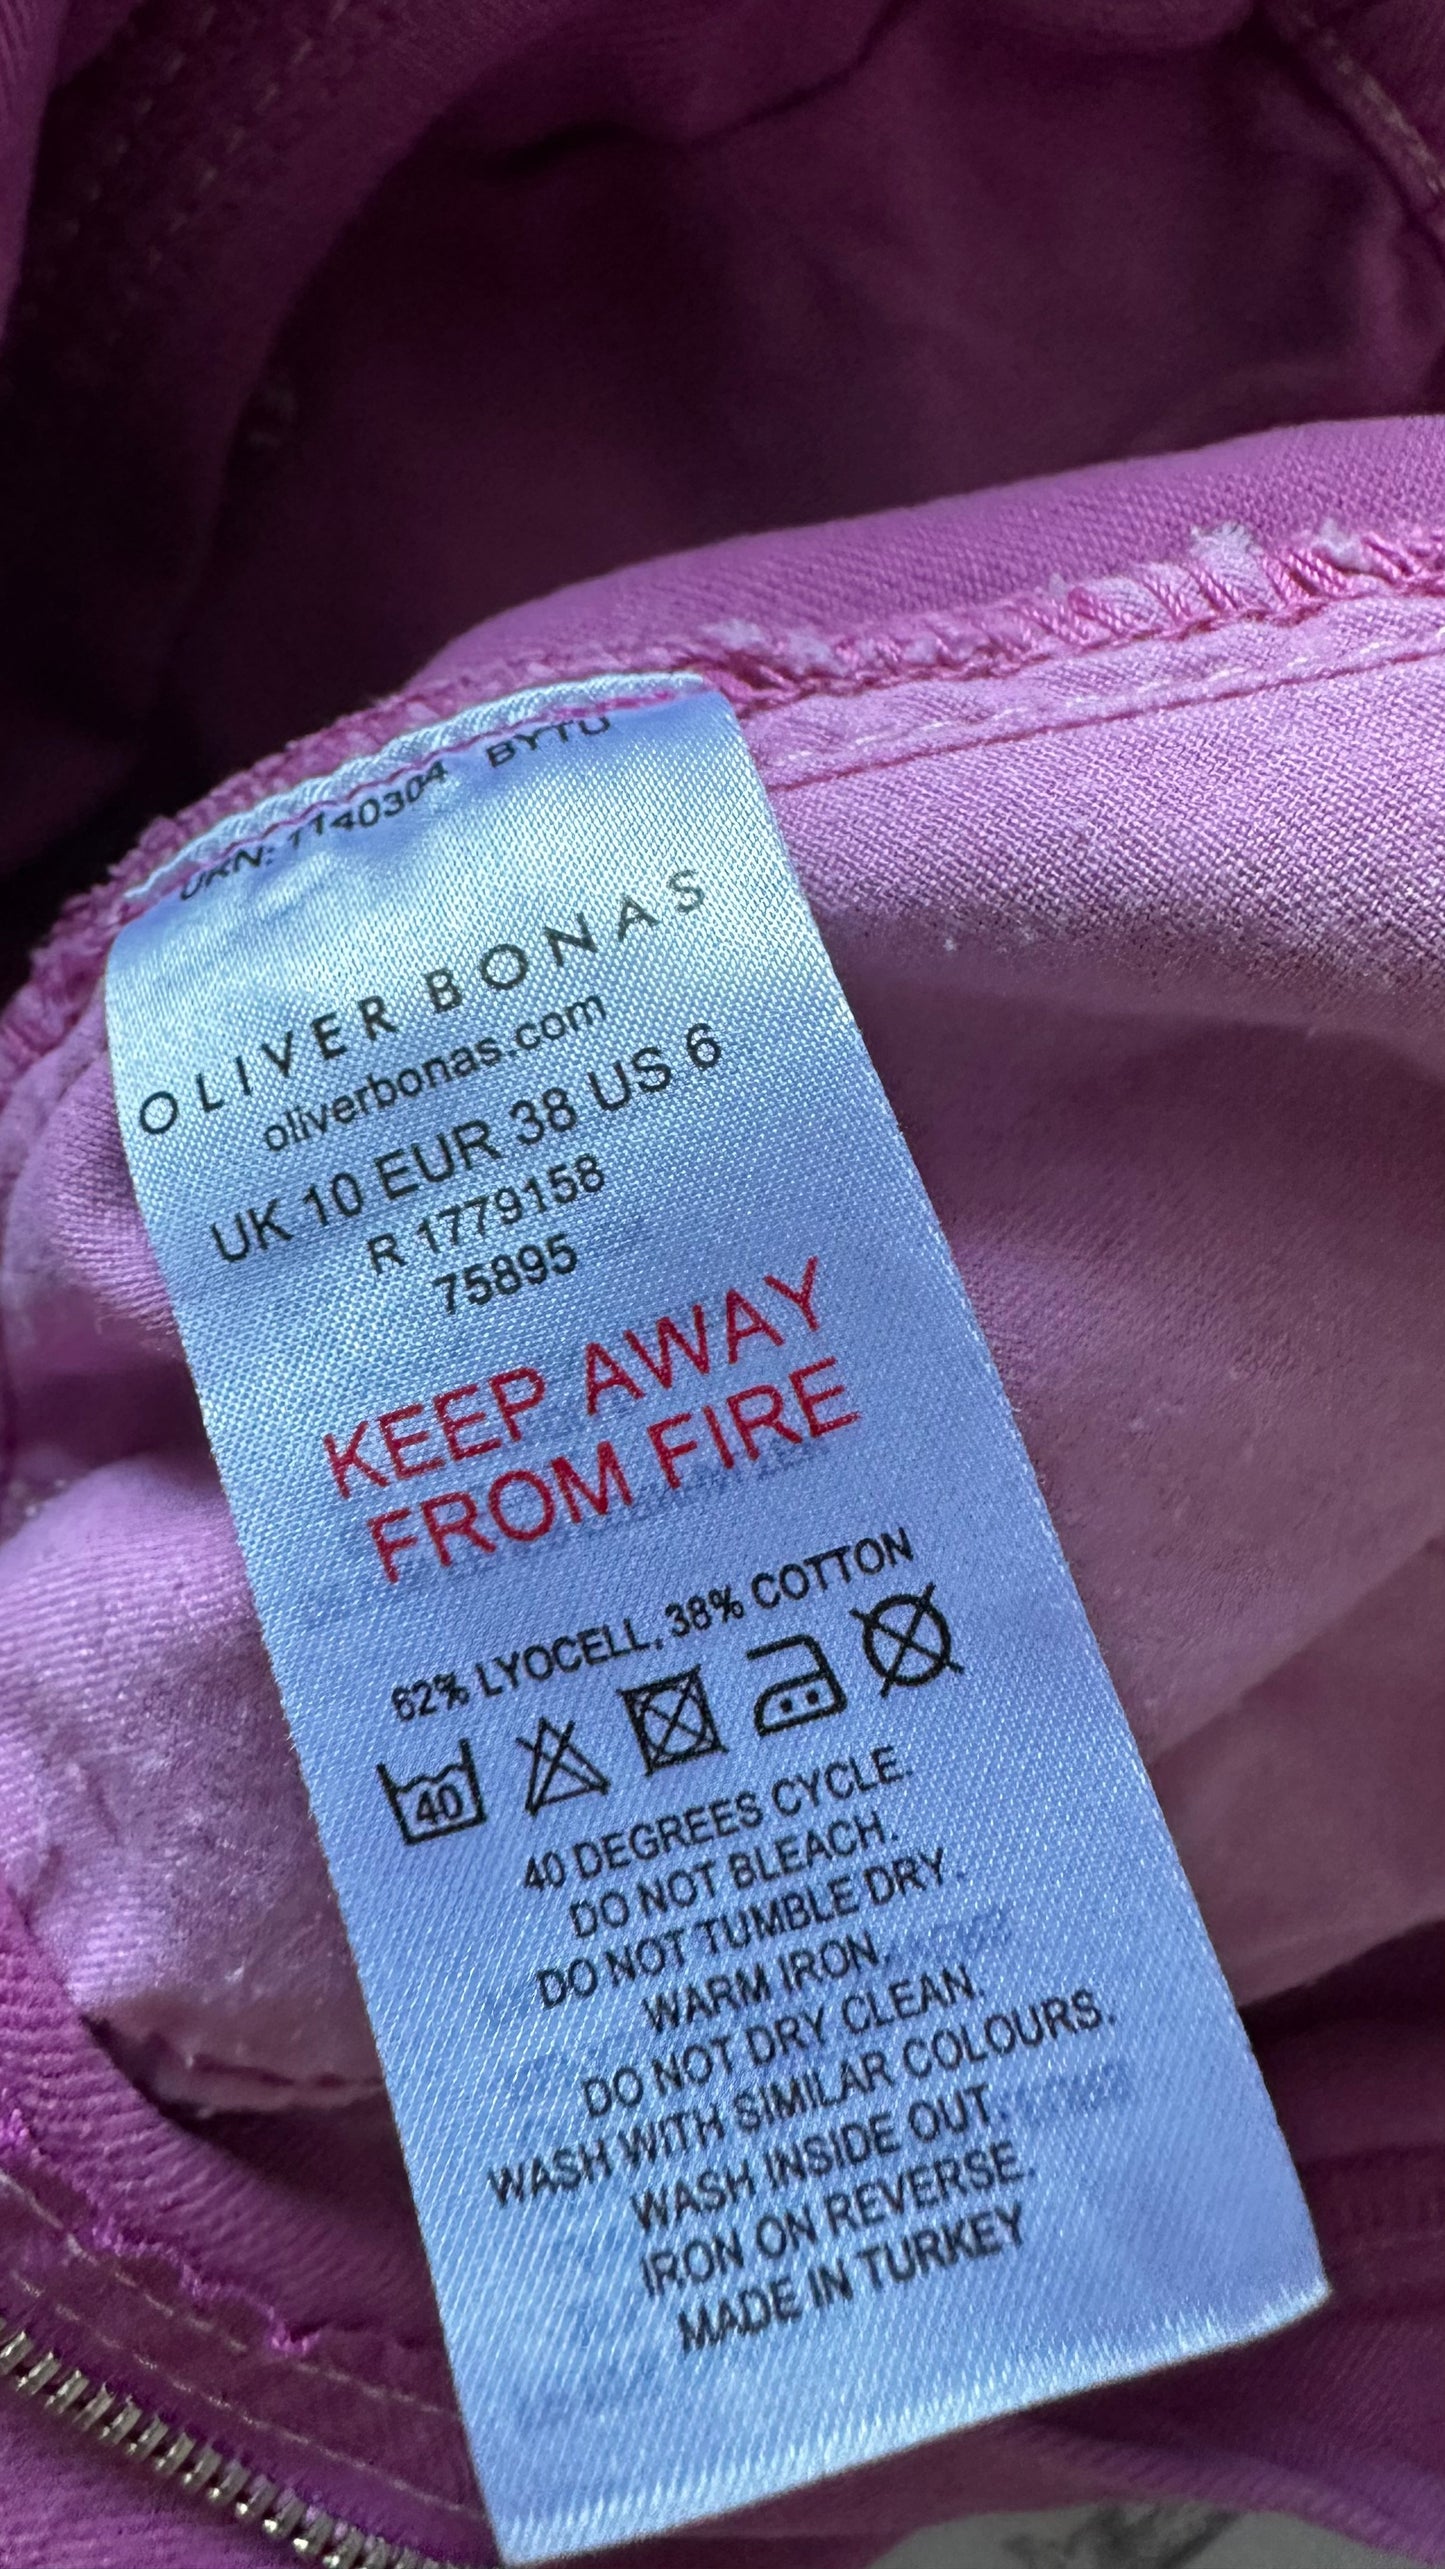 URN: 1140304 BYTU
OLIVER BONAS
oliverbonas.com
UK 10 EUR 38 US 6
R 1779158
75895
KEEP AWAY
FROM FIRE
62% LYOCELL, 38% COTTON
40
40 DEGREES CYCLE.
DO NOT BLEACH.
DO NOT TUMBLE DRY.
WARM IRON.
DO NOT DRY CLEAN.
WASH WITH SIMILAR COLOURS.
WASH INSIDE OUT.
IRON ON REVERSE.
MADE IN TURKEY